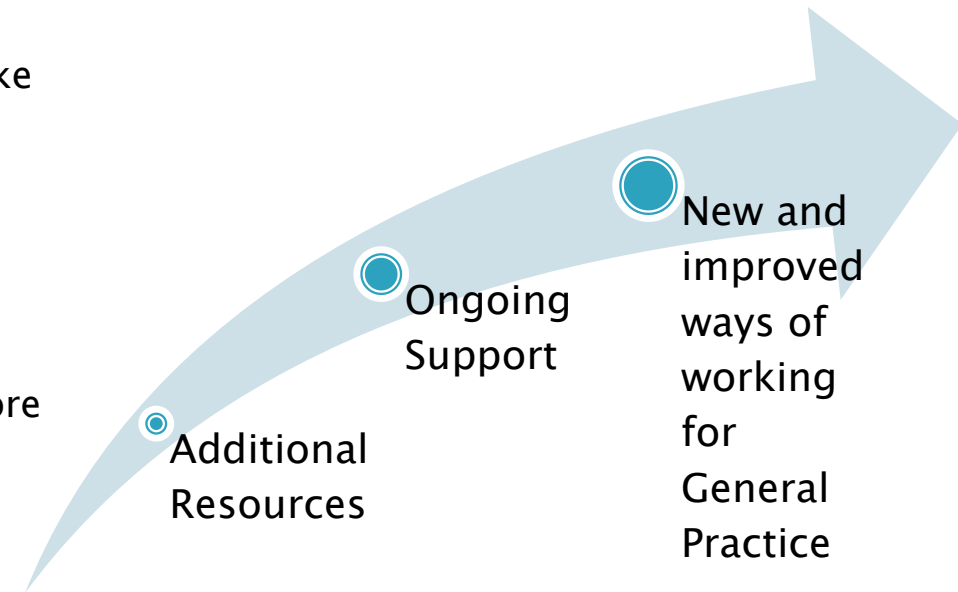 ke
ore
Additional
Resources
Ongoing
Support
New and
improved
ways of
working
for
General
Practice